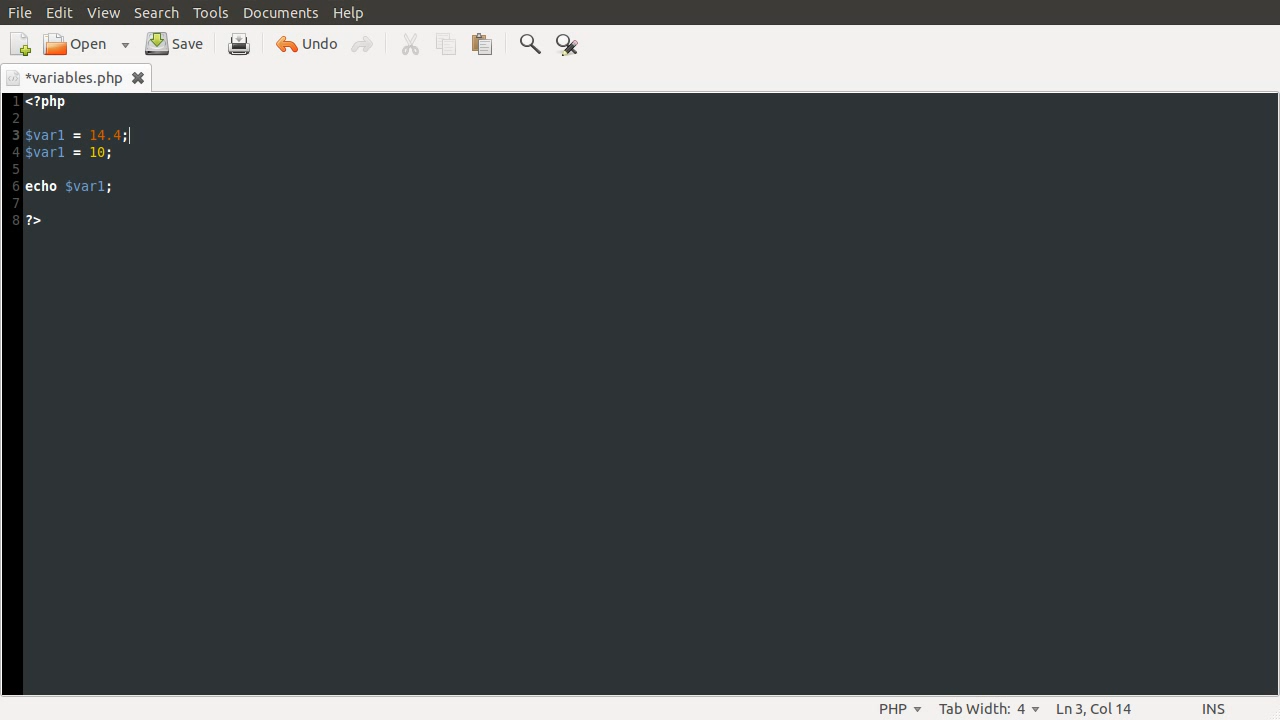 File Edit View Search Tools Documents Help
Open Save Undo
*variables.php
1 <?php
2
3 $var1 = 14.4;
4 $var1 = 10;
5
6 echo $var1;
7
8 ?>
PHP Tab Width: 4 Ln 3, Col 14 INS